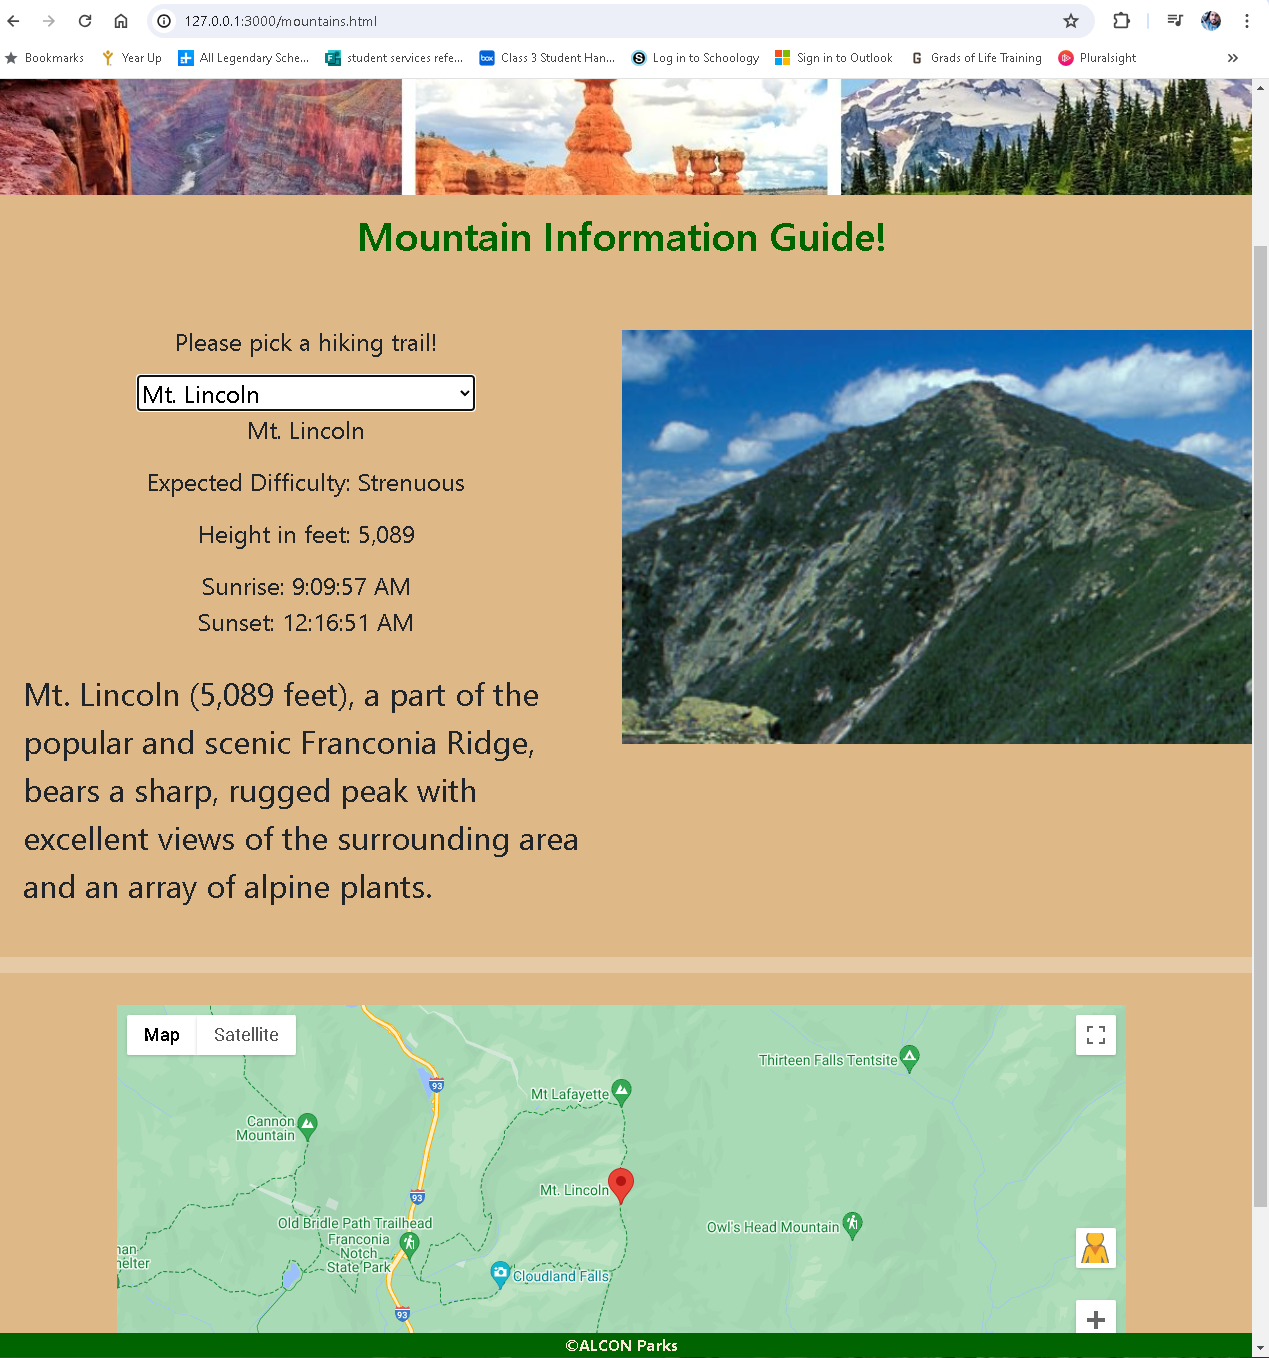 127.0.0.1:3000/mountains.html
Bookmarks Year Up All Legendary Sche... student services refe... Class 3 Student Han... Log in to Schoology Sign in to Outlook Grads of Life Training Pluralsight
Mountain Information Guide!
Please pick a hiking trail!
Mt. Lincoln
Mt. Lincoln
Expected Difficulty: Strenuous
Height in feet: 5,089
Sunrise: 9:09:57 AM
Sunset: 12:16:51 AM
Mt. Lincoln (5,089 feet), a part of the
popular and scenic Franconia Ridge,
bears a sharp, rugged peak with
excellent views of the surrounding area
and an array of alpine plants.
Map Satellite
Thirteen Falls Tentsite
93
Mt Lafayette
Cannon
Mountain
Mt. Lincoln
93
Old Bridle Path Trailhead
Owl's Head Mountain
Franconia
Notch
State Park
nan
helter
Cloudland Falls
93
©ALCON Parks